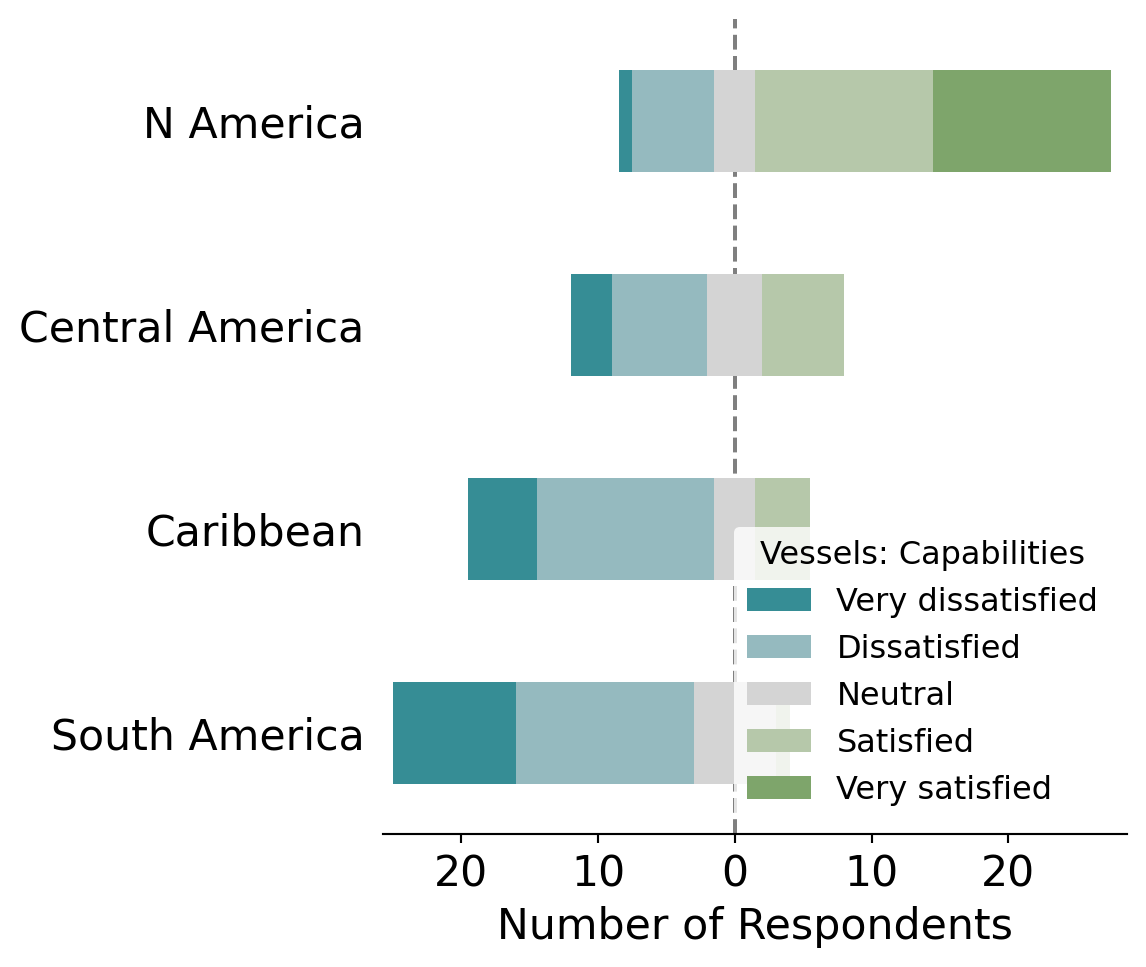 N America
Central America
Caribbean
South America
Vessels: Capabilities
Very dissatisfied
Dissatisfied
Neutral
Satisfied
Very satisfied
20 10 0 10 20
Number of Respondents